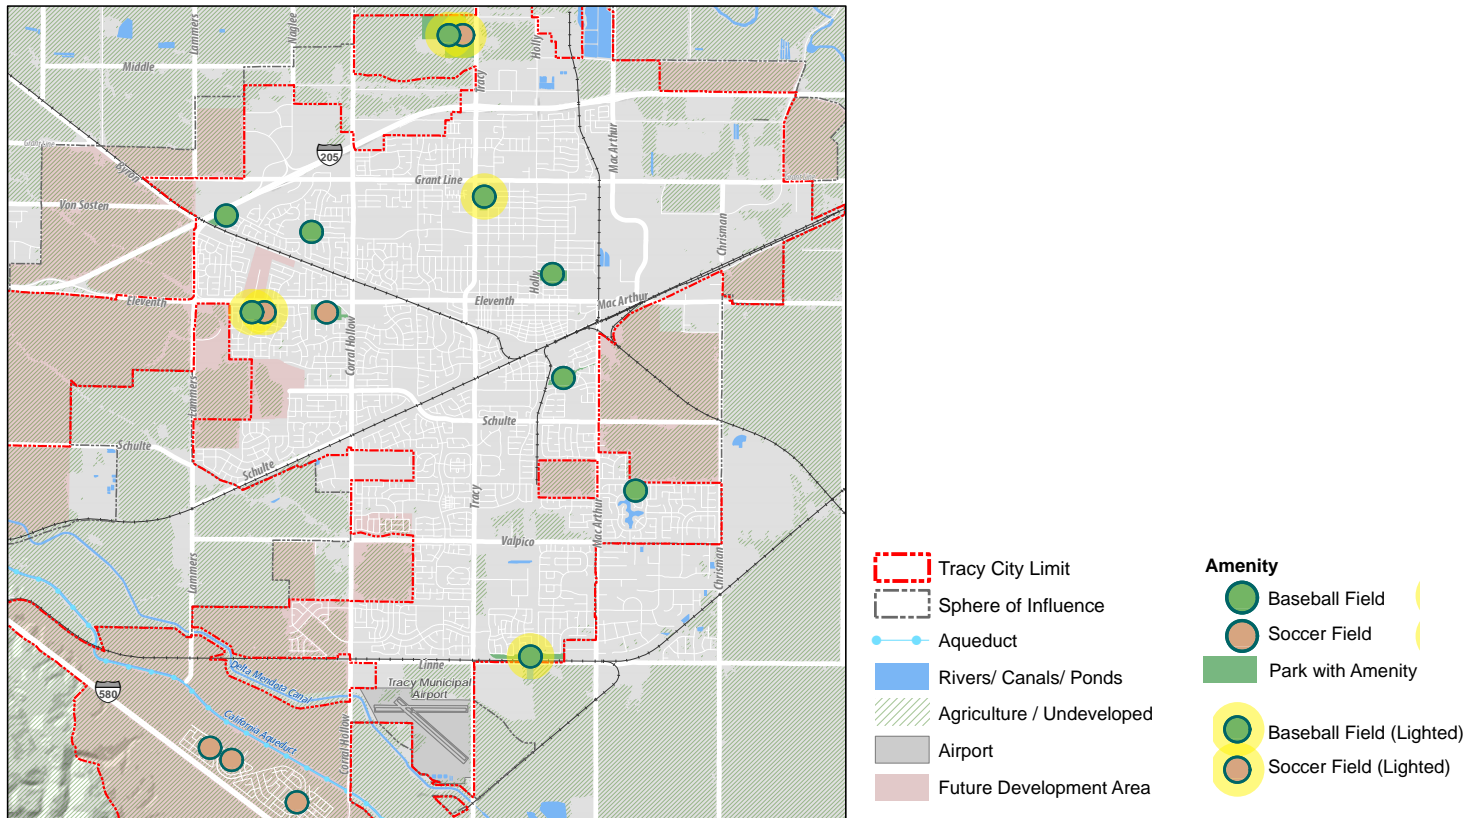 Lammers
Naglee
Holly
Middle
Tracy
205
Mac Arthur
Byron
Grant Line
Von Sosten
Chrisman
Holly
Eleventh
Eleventh
Mac Arthur
Corral Hollow
Lammers
Schulte
Schulte
Schulte
Tracy
Mac Arthur
Valpico
Lammers
Chrisman
Linne
Delta Mendota Canal
Tracy Municipal
Airport
580
California Aqueduct
Corral Hollow
Tracy City Limit
Sphere of Influence
Aqueduct
Rivers/ Canals/ Ponds
Agriculture / Undeveloped
Airport
Future Development Area
Amenity
Baseball Field
Soccer Field
Park with Amenity
Baseball Field (Lighted)
Soccer Field (Lighted)